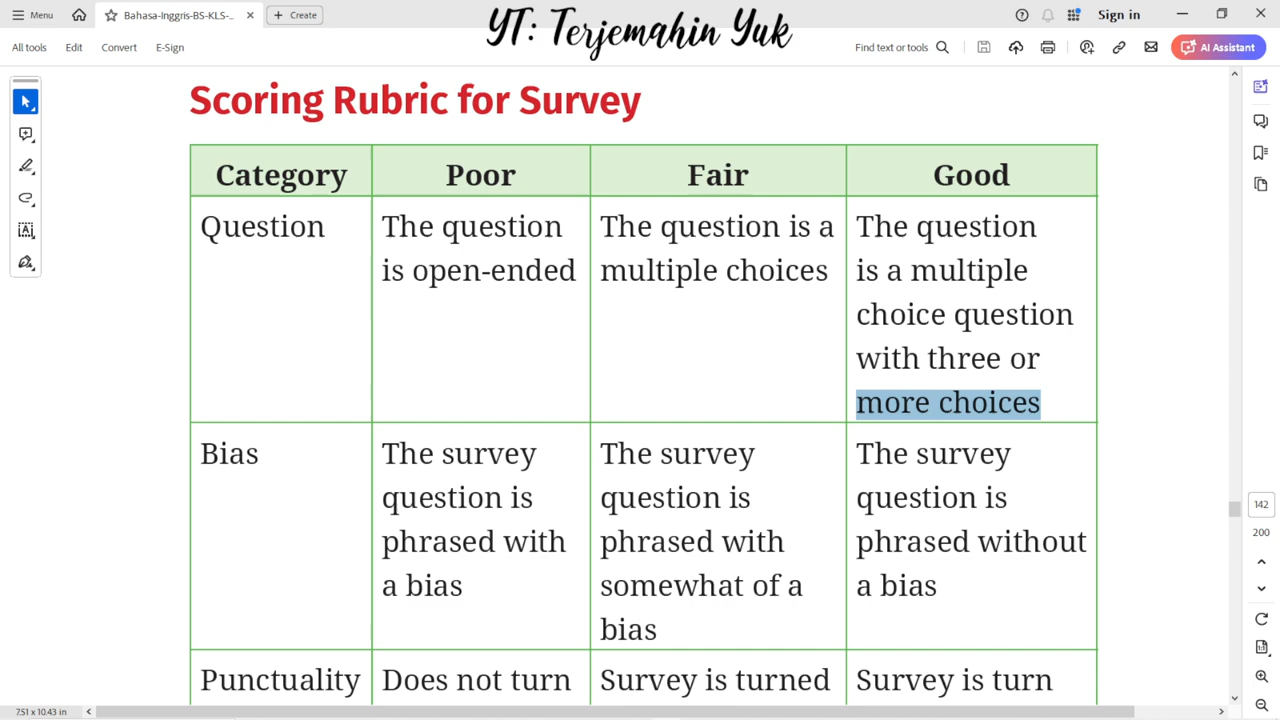 Menu
Bahasa-Inggris-BS-KLS-...
Create
YT: Terjemahin Yuk
Sign in
All tools Edit Convert E-Sign
Find text or tools
AI Assistant
Scoring Rubric for Survey
Category Poor Fair Good
Question
The question
is open-ended
The question is a
multiple choices
The question
is a multiple
choice question
with three or
more choices
Bias
The survey
question is
phrased with
a bias
The survey
question is
phrased with
somewhat of a
bias
The survey
question is
phrased without
a bias
Punctuality
Does not turn
Survey is turned
Survey is turn
142
200
7.51 x 10.43 in